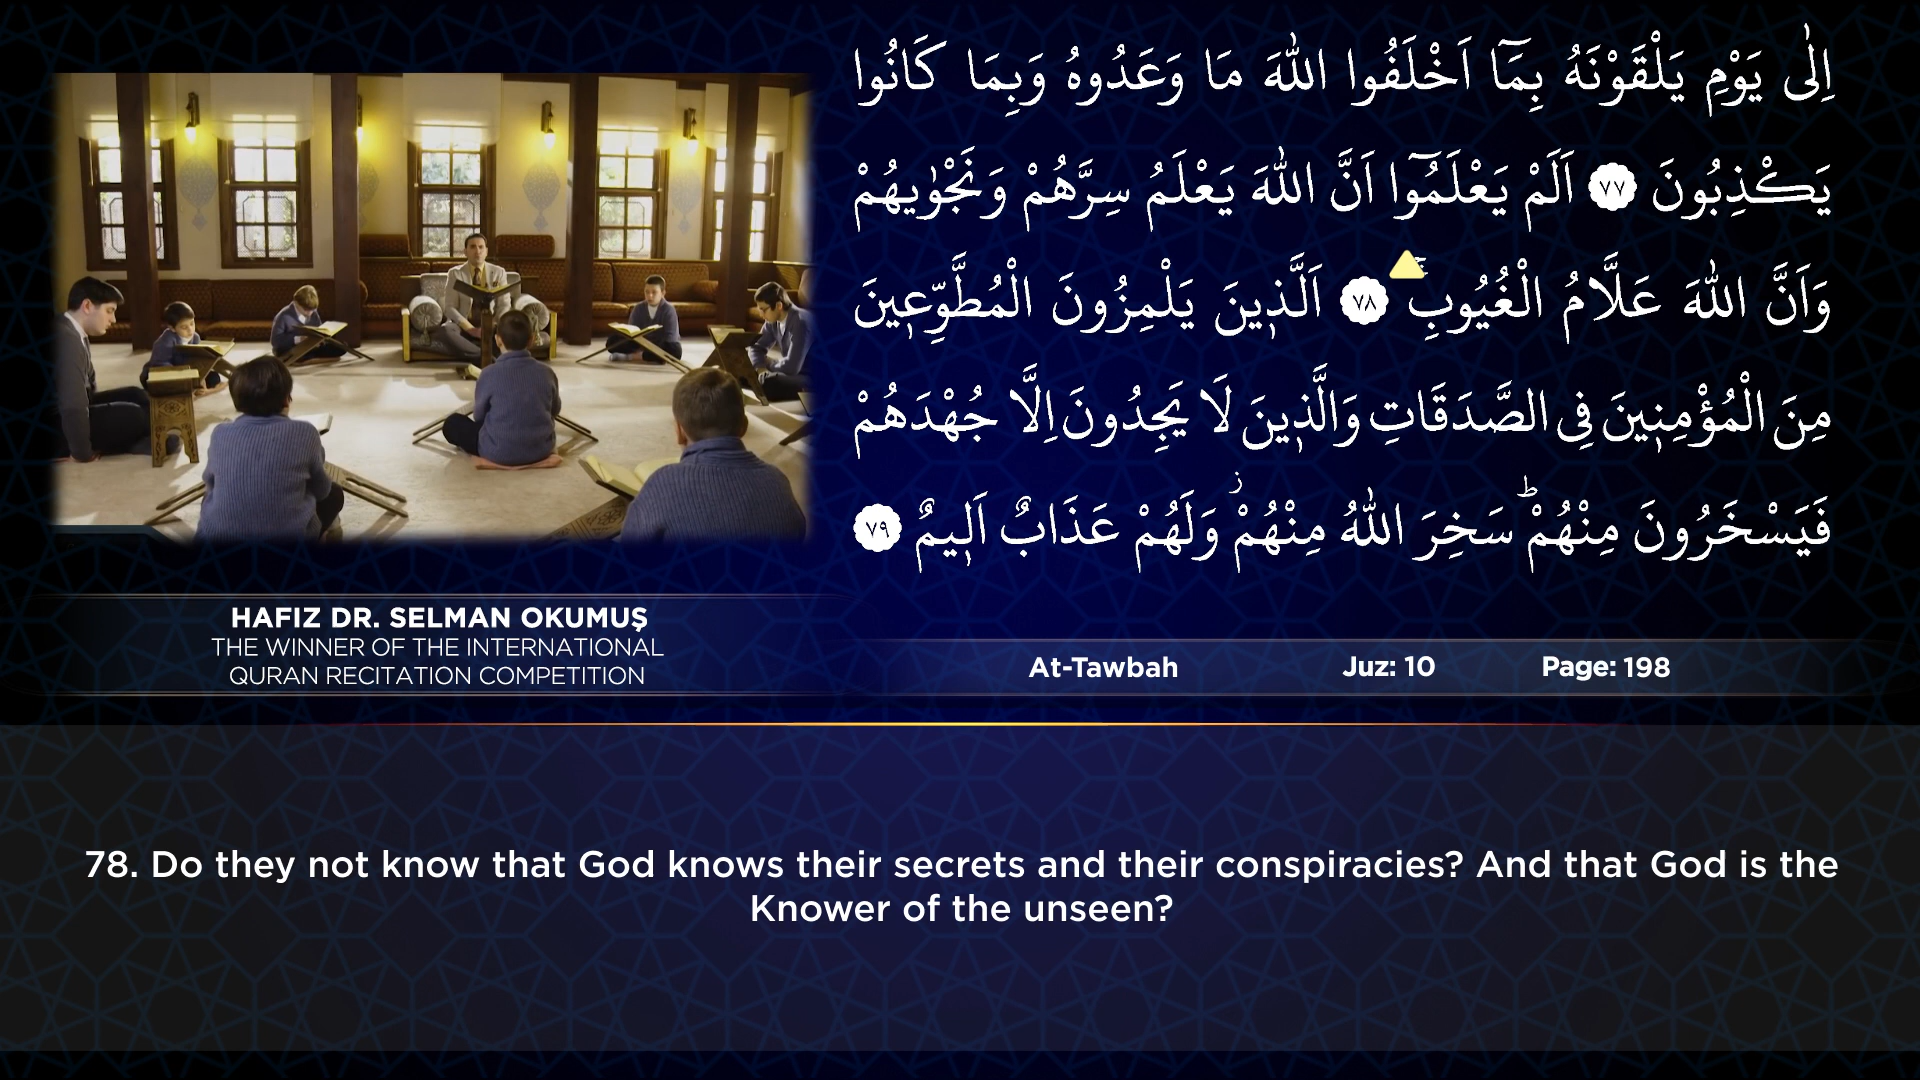 اِلٰى يَوْمِ يَلْقَوْنَهُ بِمَٓا اَخْلَفُوا اللّٰهَ مَا وَعَدُوهُ وَبِمَا كَانُوا
يَكْذِبُونَ ﴿٧٧﴾ اَلَمْ يَعْلَمُٓوا اَنَّ اللّٰهَ يَعْلَمُ سِرَّهُمْ وَنَجْوٰيهُمْ
وَاَنَّ اللّٰهَ عَلَّامُ الْغُيُوبِۚ ﴿٧٨﴾ اَلَّذ۪ينَ يَلْمِزُونَ الْمُطَّوِّع۪ينَ
مِنَ الْمُؤْمِن۪ينَ فِي الصَّدَقَاتِ وَالَّذ۪ينَ لَا يَجِدُونَ اِلَّا جُهْدَهُمْ
فَيَسْخَرُونَ مِنْهُمْۜ سَخِرَ اللّٰهُ مِنْهُمْۘ وَلَهُمْ عَذَابٌ اَل۪يمٌ ﴿٧٩﴾
HAFIZ DR. SELMAN OKUMUŞ
THE WINNER OF THE INTERNATIONAL
QURAN RECITATION COMPETITION
At-Tawbah Juz: 10 Page: 198
78. Do they not know that God knows their secrets and their conspiracies? And that God is the
Knower of the unseen?